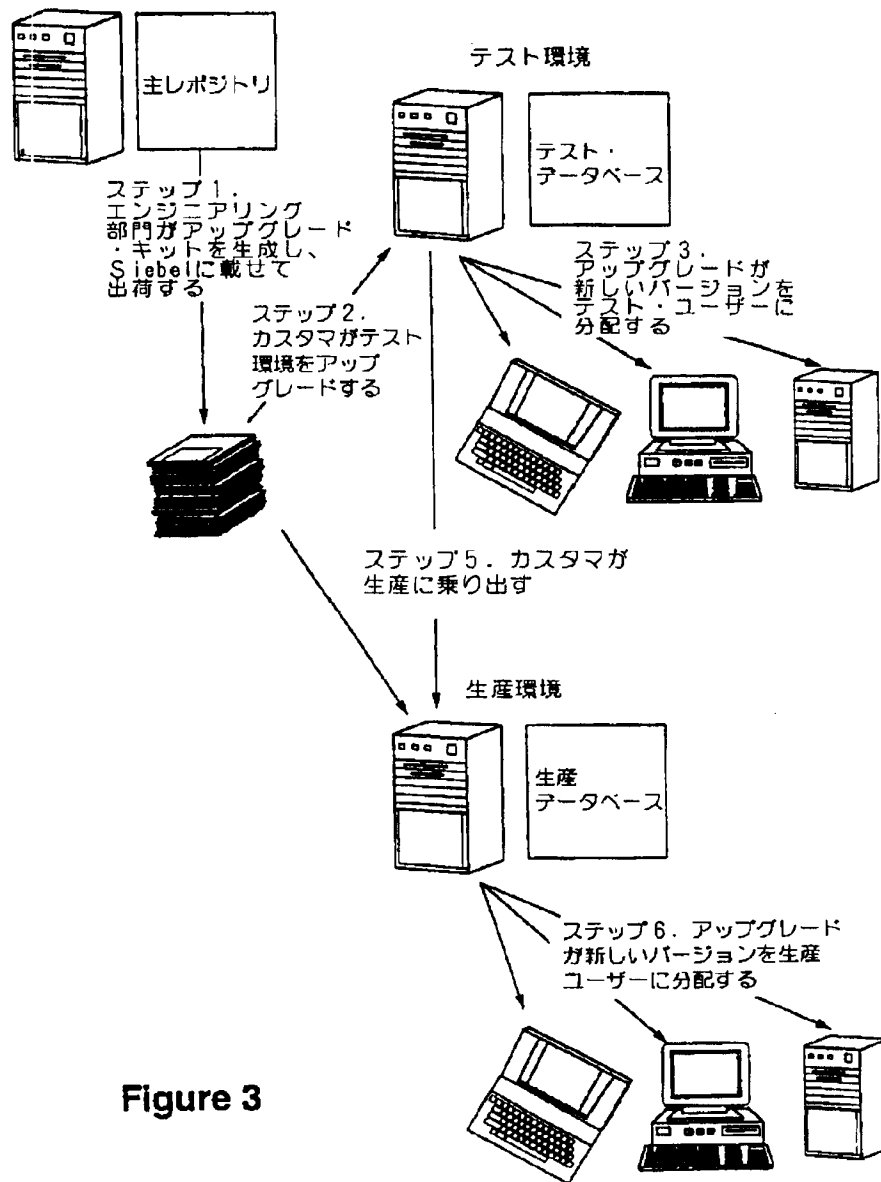 主レポジトリ
ステップ1.
エンジニアリング
部門がアップグレード
・キットを生成し、
Siebelに載せて
出荷する
テスト環境
テスト・
データベース
ステップ2.
カスタマがテスト
環境をアップ
グレードする
ステップ3.
アップグレードが
新しいバージョンを
テスト・ユーザーに
分配する
ステップ5.カスタマが
生産に乗り出す
生産環境
生産
データベース
ステップ6.アップグレード
が新しいバージョンを生産
ユーザーに分配する
Figure 3